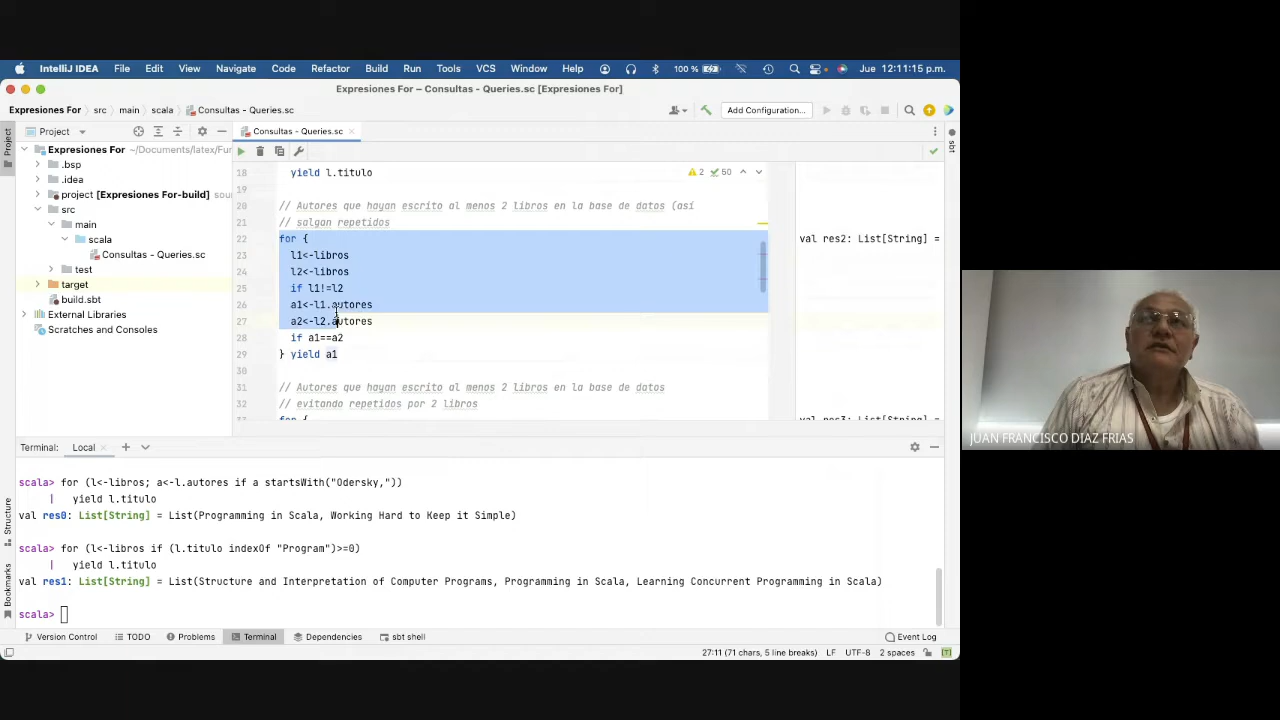 IntelliJ IDEA File Edit View Navigate Code Refactor Build Run Tools VCS Window Help 100 % Jue 12:11:15 p.m.
Expresiones For – Consultas - Queries.sc [Expresiones For]
Expresiones For src main scala Consultas - Queries.sc Add Configuration...
Project Consultas - Queries.sc
Project
sbt
Expresiones For ~/Documents/latex/Fur
.bsp
.idea
project [Expresiones For-build] sour
src
main
scala
Consultas - Queries.sc
test
target
build.sbt
External Libraries
Scratches and Consoles
2 50
18 yield l.titulo
19
20 // Autores que hayan escrito al menos 2 libros en la base de datos (así
21 // salgan repetidos
22 for {
23 l1<-libros
24 l2<-libros
25 if l1!=l2
26 a1<-l1.autores
27 a2<-l2.autores
28 if a1==a2
29 } yield a1
30
31 // Autores que hayan escrito al menos 2 libros en la base de datos
32 // evitando repetidos por 2 libros
33 for {
val res2: List[String] =
val res3: List[String] =
JUAN FRANCISCO DIAZ FRIAS
Terminal: Local
scala> for (l<-libros; a<-l.autores if a startsWith("Odersky,"))
| yield l.titulo
val res0: List[String] = List(Programming in Scala, Working Hard to Keep it Simple)
scala> for (l<-libros if (l.titulo indexOf "Program")>=0)
| yield l.titulo
val res1: List[String] = List(Structure and Interpretation of Computer Programs, Programming in Scala, Learning Concurrent Programming in Scala)
scala>
Structure
Bookmarks
Version Control TODO Problems Terminal Dependencies sbt shell Event Log
27:11 (71 chars, 5 line breaks) LF UTF-8 2 spaces